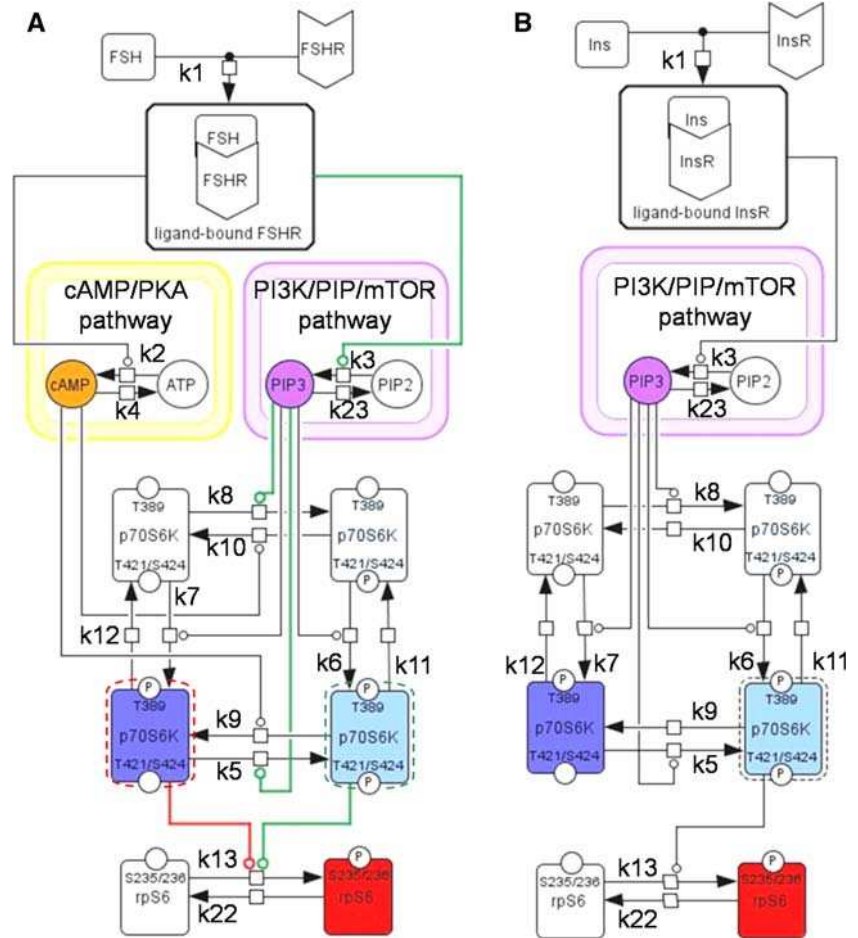 A
FSH
FSHR
k1
FSH
FSHR
ligand-bound FSHR
cAMP/PKA
pathway
PI3K/PIP/mTOR
pathway
k2
cAMP
ATP
k4
k3
PIP3
PIP2
k23
T389
p70S6K
T421/S424
k8
k10
T389
p70S6K
T421/S424
P
k7
k12
k6
k11
P
T389
p70S6K
T421/S424
k9
k5
P
T389
p70S6K
T421/S424
P
k13
S235/236
rpS6
k22
P
S235/236
rpS6
B
Ins
InsR
k1
Ins
InsR
ligand-bound InsR
PI3K/PIP/mTOR
pathway
k3
PIP3
PIP2
k23
T389
p70S6K
T421/S424
k8
k10
T389
p70S6K
T421/S424
P
k12
k7
k6
k11
P
T389
p70S6K
T421/S424
k9
k5
P
T389
p70S6K
T421/S424
P
k13
S235/236
rpS6
k22
P
S235/236
rpS6